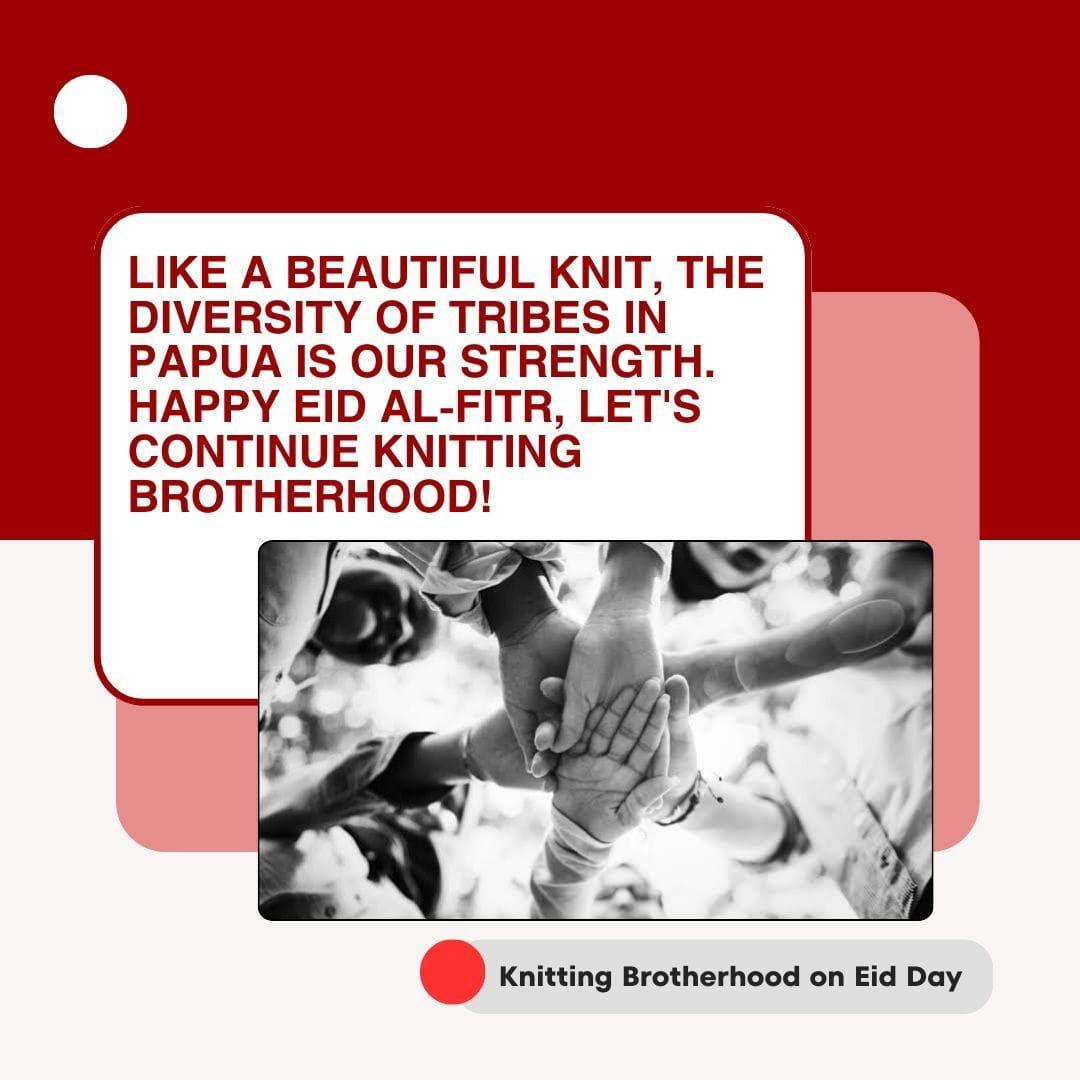 LIKE A BEAUTIFUL KNIT, THE
DIVERSITY OF TRIBES IN
PAPUA IS OUR STRENGTH.
HAPPY EID AL-FITR, LET'S
CONTINUE KNITTING
BROTHERHOOD!
Knitting Brotherhood on Eid Day